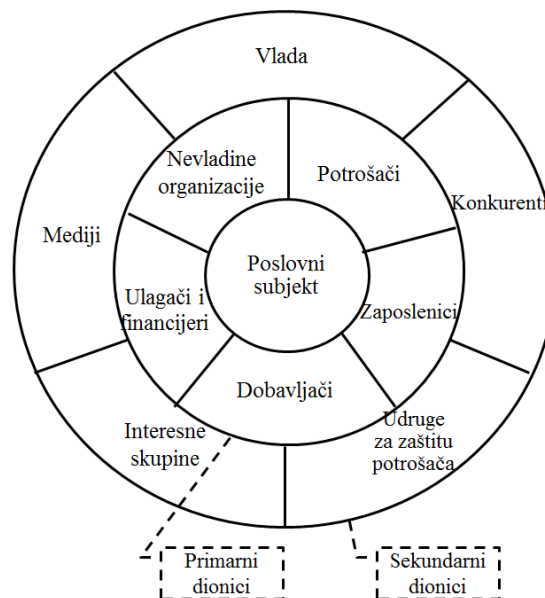 Vlada
Nevladine
organizacije
Potrošači
Konkurenti
Mediji
Poslovni
subjekt
Ulagači i
financijeri
Zaposlenici
Dobavljači
Interesne
skupine
Udruge
za zaštitu
potrošača
Primarni
dionici
Sekundarni
dionici